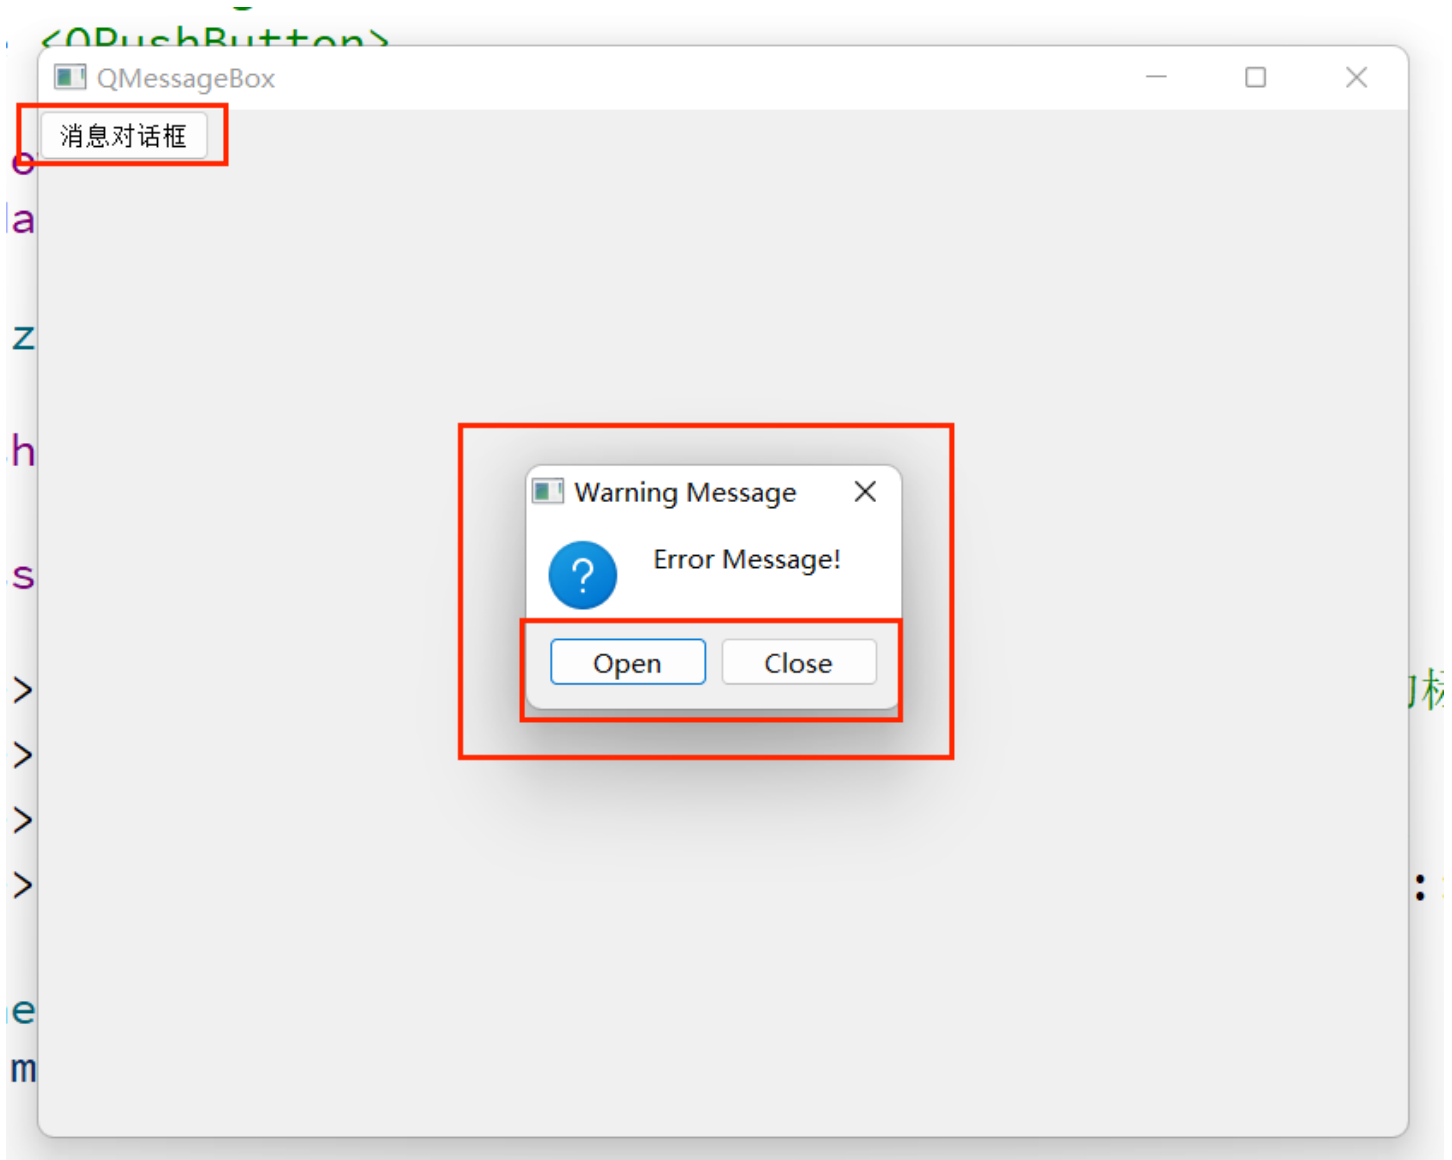 <QPushButton>
QMessageBox
消息对话框
Warning Message
Error Message!
Open
Close